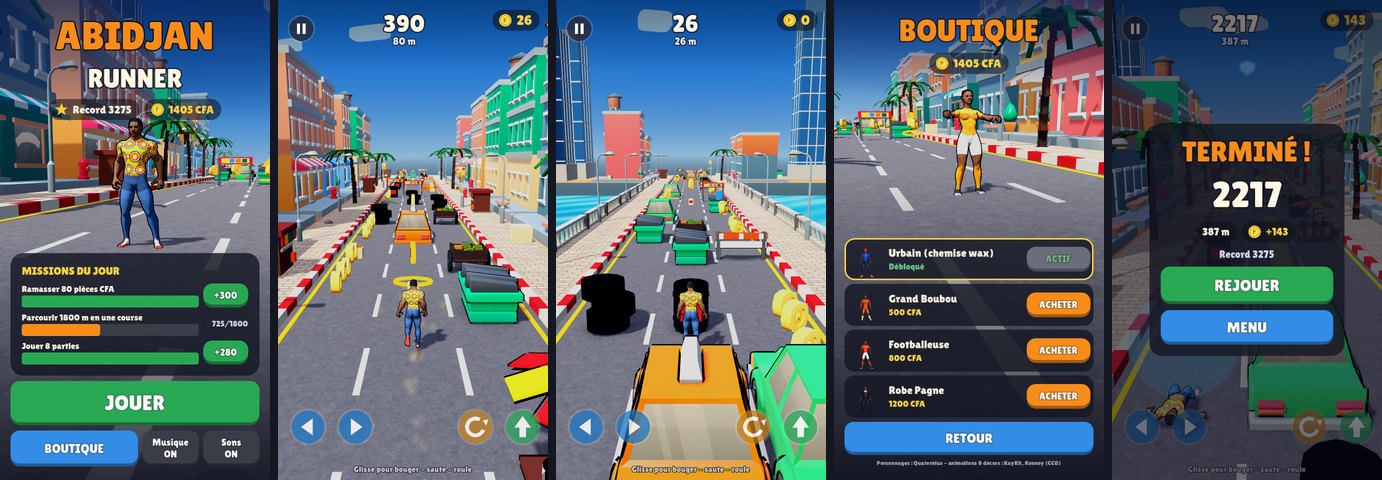 ABIDJAN
RUNNER
Record 3275
1405 CFA
MISSIONS DU JOUR
Ramasser 80 pièces CFA
+300
Parcourir 1800 m en une course
725/1800
Jouer 8 parties
+280
JOUER
BOUTIQUE
Musique
ON
Sons
ON
390
80 m
F 26
Glisse pour bouger - saute - roule
26
26 m
F 0
Glisse pour bouger - saute - roule
BOUTIQUE
F 1405 CFA
Urbain (chemise wax)
Débloqué
ACTIF
Grand Boubou
500 CFA
ACHETER
Footballeuse
800 CFA
ACHETER
Robe Pagne
1200 CFA
ACHETER
RETOUR
Personnages : Quaternius - animations & décors : KayKit, Kenney (CC0)
2217
387 m
143
TERMINÉ !
2217
387 m
F +143
Record 3275
REJOUER
MENU
Glisse pour bouger - saute - roule